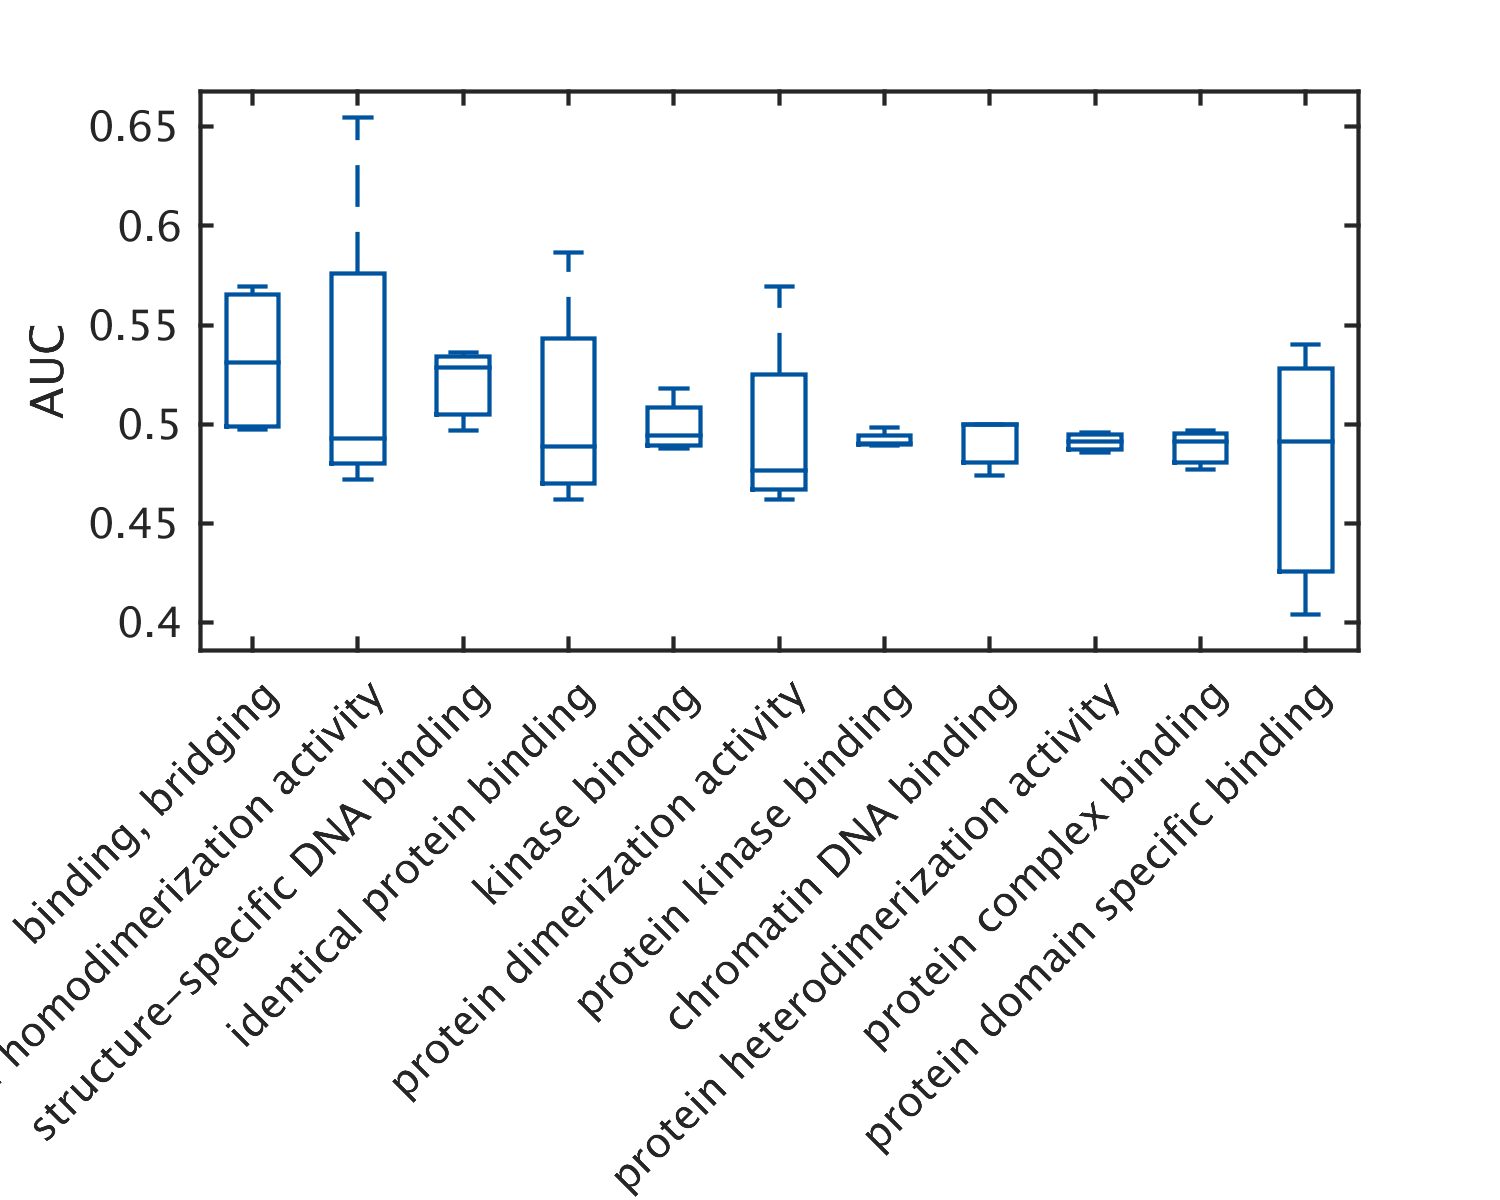 0.65
0.6
0.55
0.5
0.45
0.4
AUC
binding, bridging
homodimerization activity
structure–specific DNA binding
identical protein binding
kinase binding
protein dimerization activity
protein kinase binding
chromatin DNA binding
protein heterodimerization activity
protein complex binding
protein domain specific binding